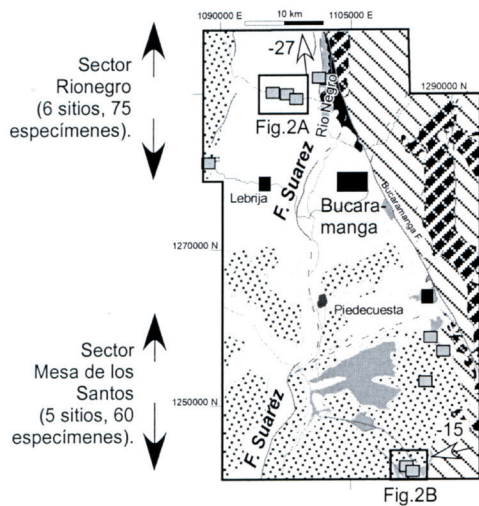 1090000 E
10 km
1105000 E
-27
Sector
Rionegro
(6 sitios, 75
especímenes).
1290000 N
Fig.2A
Rio Negro
F. Suarez
Lebrija
Bucara-
manga
Bucaramanga F.
1270000 N
Piedecuesta
Sector
Mesa de los
Santos
(5 sitios, 60
especímenes).
1250000 N
F. Suarez
15
Fig.2B